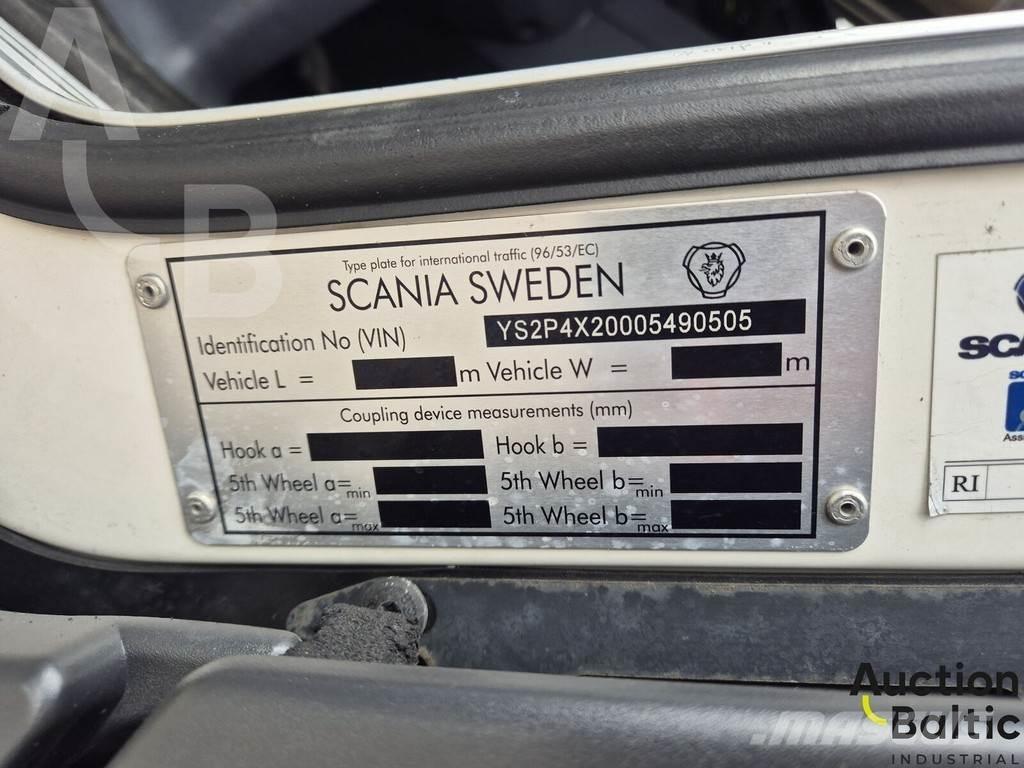 Type plate for international traffic (96/53/EC)
SCANIA SWEDEN
Identification No (VIN) YS2P4X20005490505
Vehicle L = m Vehicle W = m
Coupling device measurements (mm)
Hook a = Hook b =
5th Wheel a=min 5th Wheel b=min
5th Wheel a=max 5th Wheel b=max
RI
AB
Auction
Baltic
INDUSTRIAL